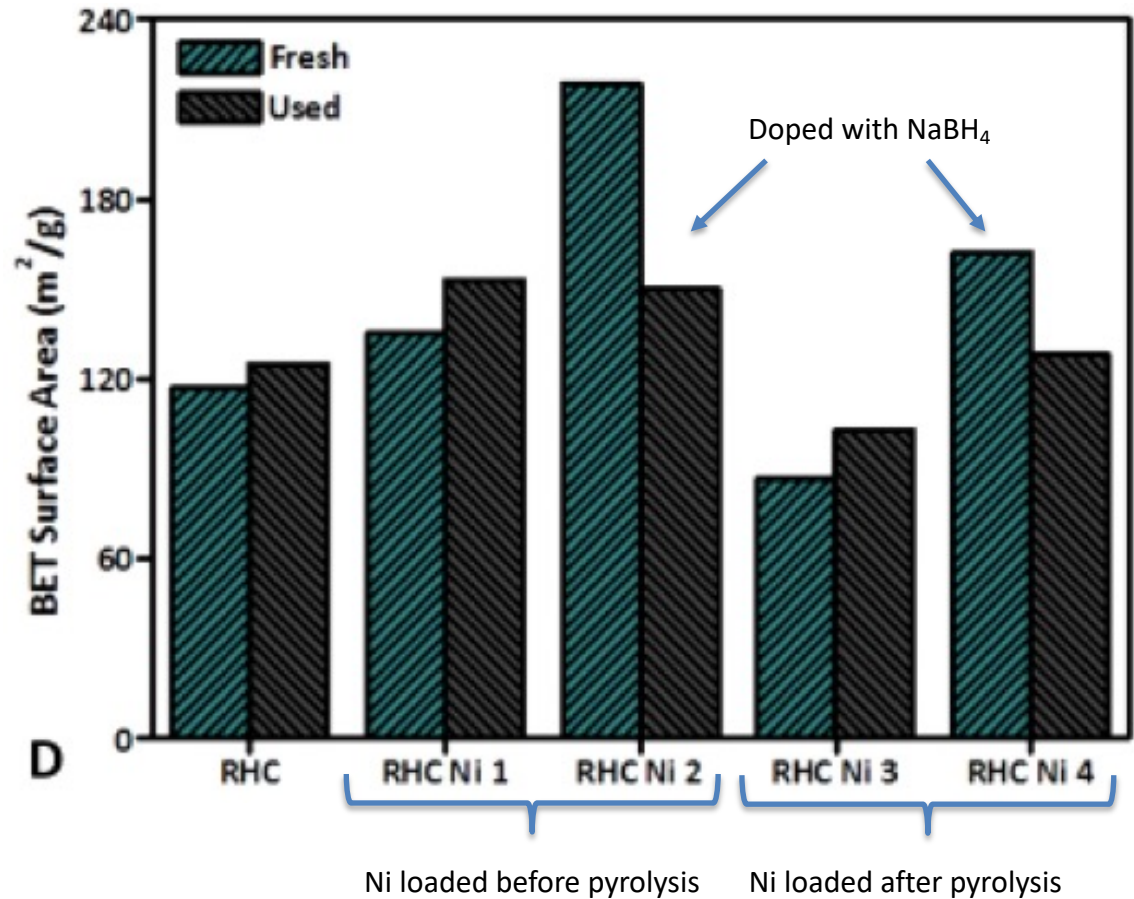 240
Fresh
Used
Doped with NaBH₄
180
BET Surface Area (m²/g)
120
60
0
D
RHC
RHC Ni 1
RHC Ni 2
RHC Ni 3
RHC Ni 4
Ni loaded before pyrolysis
Ni loaded after pyrolysis